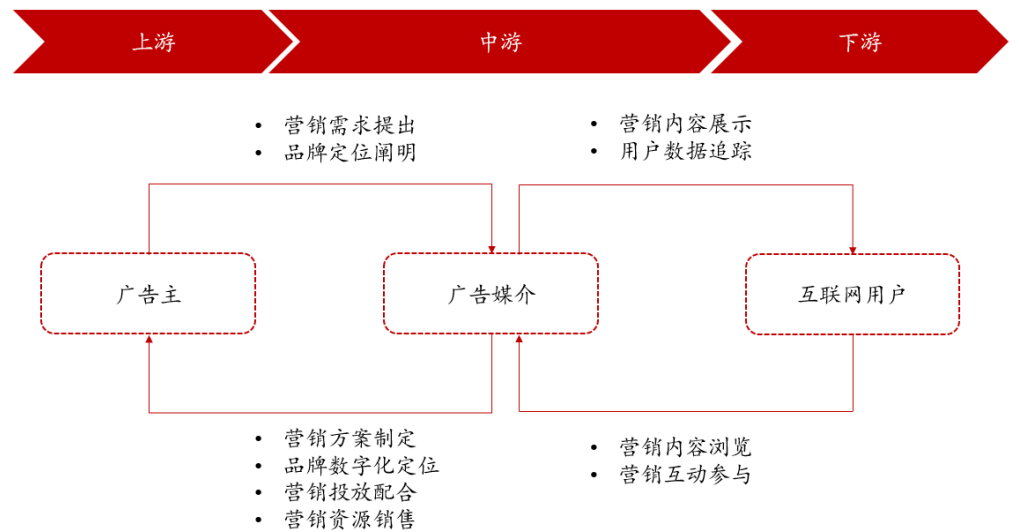 上游
中游
下游
• 营销需求提出
• 品牌定位阐明
• 营销内容展示
• 用户数据追踪
广告主
广告媒介
互联网用户
• 营销方案制定
• 品牌数字化定位
• 营销投放配合
• 营销资源销售
• 营销内容浏览
• 营销互动参与